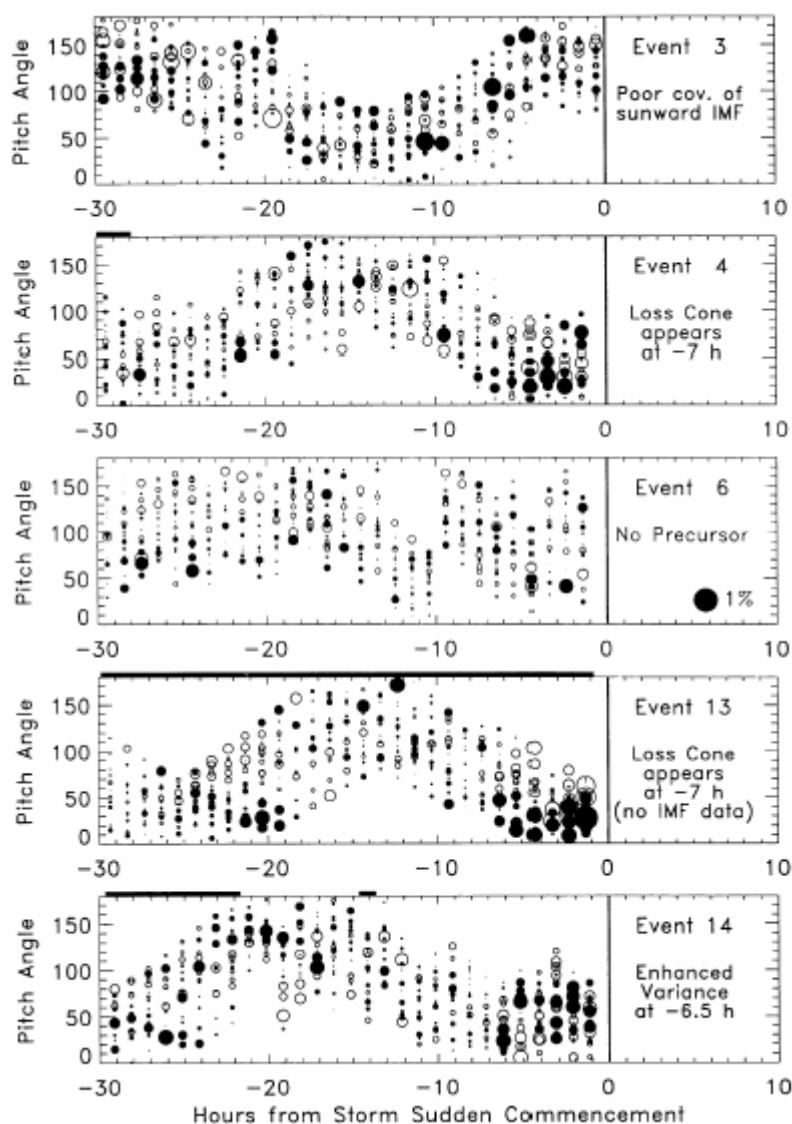 Pitch Angle
150
100
50
0
Event 3
Poor cov. of
sunward IMF
-30 -20 -10 0 10
Pitch Angle
150
100
50
0
Event 4
Loss Cone
appears
at -7 h
-30 -20 -10 0 10
Pitch Angle
150
100
50
0
Event 6
No Precursor
1%
-30 -20 -10 0 10
Pitch Angle
150
100
50
0
Event 13
Loss Cone
appears
at -7 h
(no IMF data)
-30 -20 -10 0 10
Pitch Angle
150
100
50
0
Event 14
Enhanced
Variance
at -6.5 h
-30 -20 -10 0 10
Hours from Storm Sudden Commencement